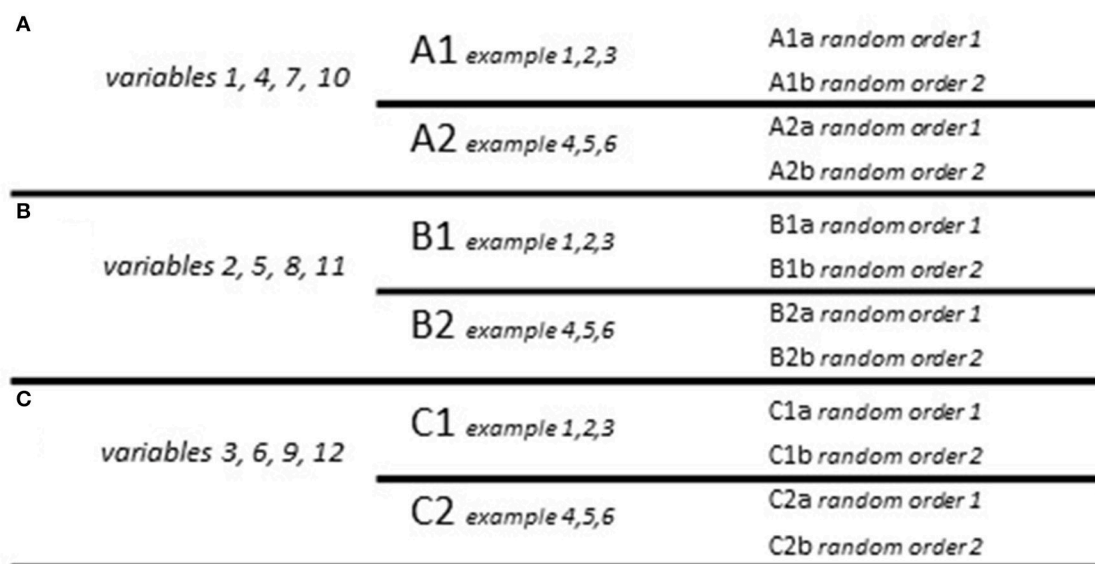 A
variables 1, 4, 7, 10
A1 example 1,2,3
A1a random order 1
A1b random order 2
A2 example 4,5,6
A2a random order 1
A2b random order 2
B
variables 2, 5, 8, 11
B1 example 1,2,3
B1a random order 1
B1b random order 2
B2 example 4,5,6
B2a random order 1
B2b random order 2
C
variables 3, 6, 9, 12
C1 example 1,2,3
C1a random order 1
C1b random order 2
C2 example 4,5,6
C2a random order 1
C2b random order 2